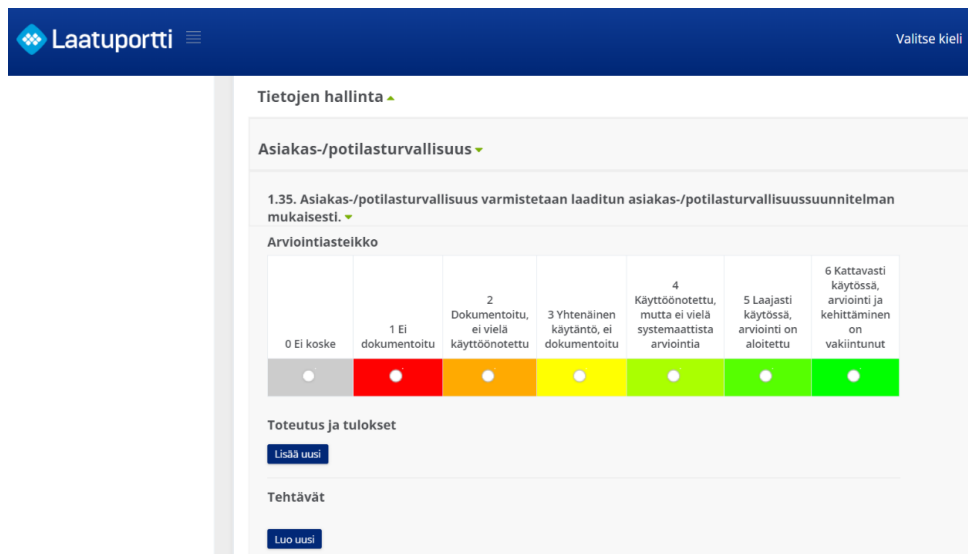 Laatuportti
Valitse kieli
Tietojen hallinta
Asiakas-/potilasturvallisuus
1.35. Asiakas-/potilasturvallisuus varmistetaan laaditun asiakas-/potilasturvallisuussuunnitelman
mukaisesti.
Arviointiasteikko
0 Ei koske
1 Ei
dokumentoitu
2
Dokumentoitu,
ei vielä
käyttöönotettu
3 Yhtenäinen
käytäntö, ei
dokumentoitu
4
Käyttöönotettu,
mutta ei vielä
systemaattista
arviointia
5 Laajasti
käytössä,
arviointi on
aloitettu
6 Kattavasti
käytössä,
arviointi ja
kehittäminen
on
vakiintunut
Toteutus ja tulokset
Lisää uusi
Tehtävät
Luo uusi